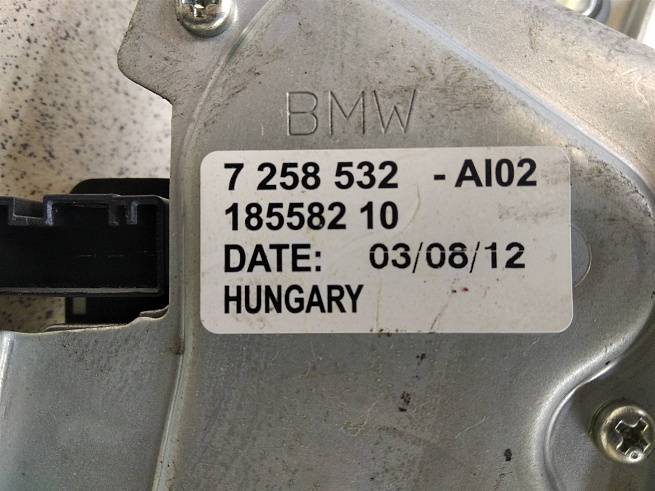 BMW
7 258 532 - AI02
185582 10
DATE: 03/08/12
HUNGARY